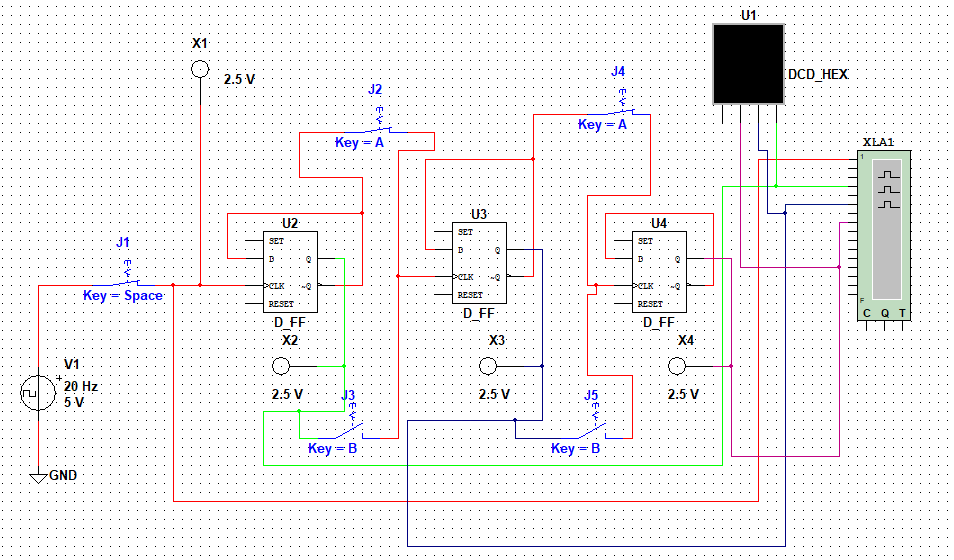 U1
DCD_HEX
X1
2.5 V
J2
Key = A
J4
Key = A
XLA1
1
F
C Q T
U2
SET
D Q
CLK ~Q
RESET
D_FF
U3
SET
D Q
CLK ~Q
RESET
D_FF
U4
SET
D Q
CLK ~Q
RESET
D_FF
J1
Key = Space
X2
2.5 V
X3
2.5 V
X4
2.5 V
V1
20 Hz
5 V
GND
J3
Key = B
J5
Key = B